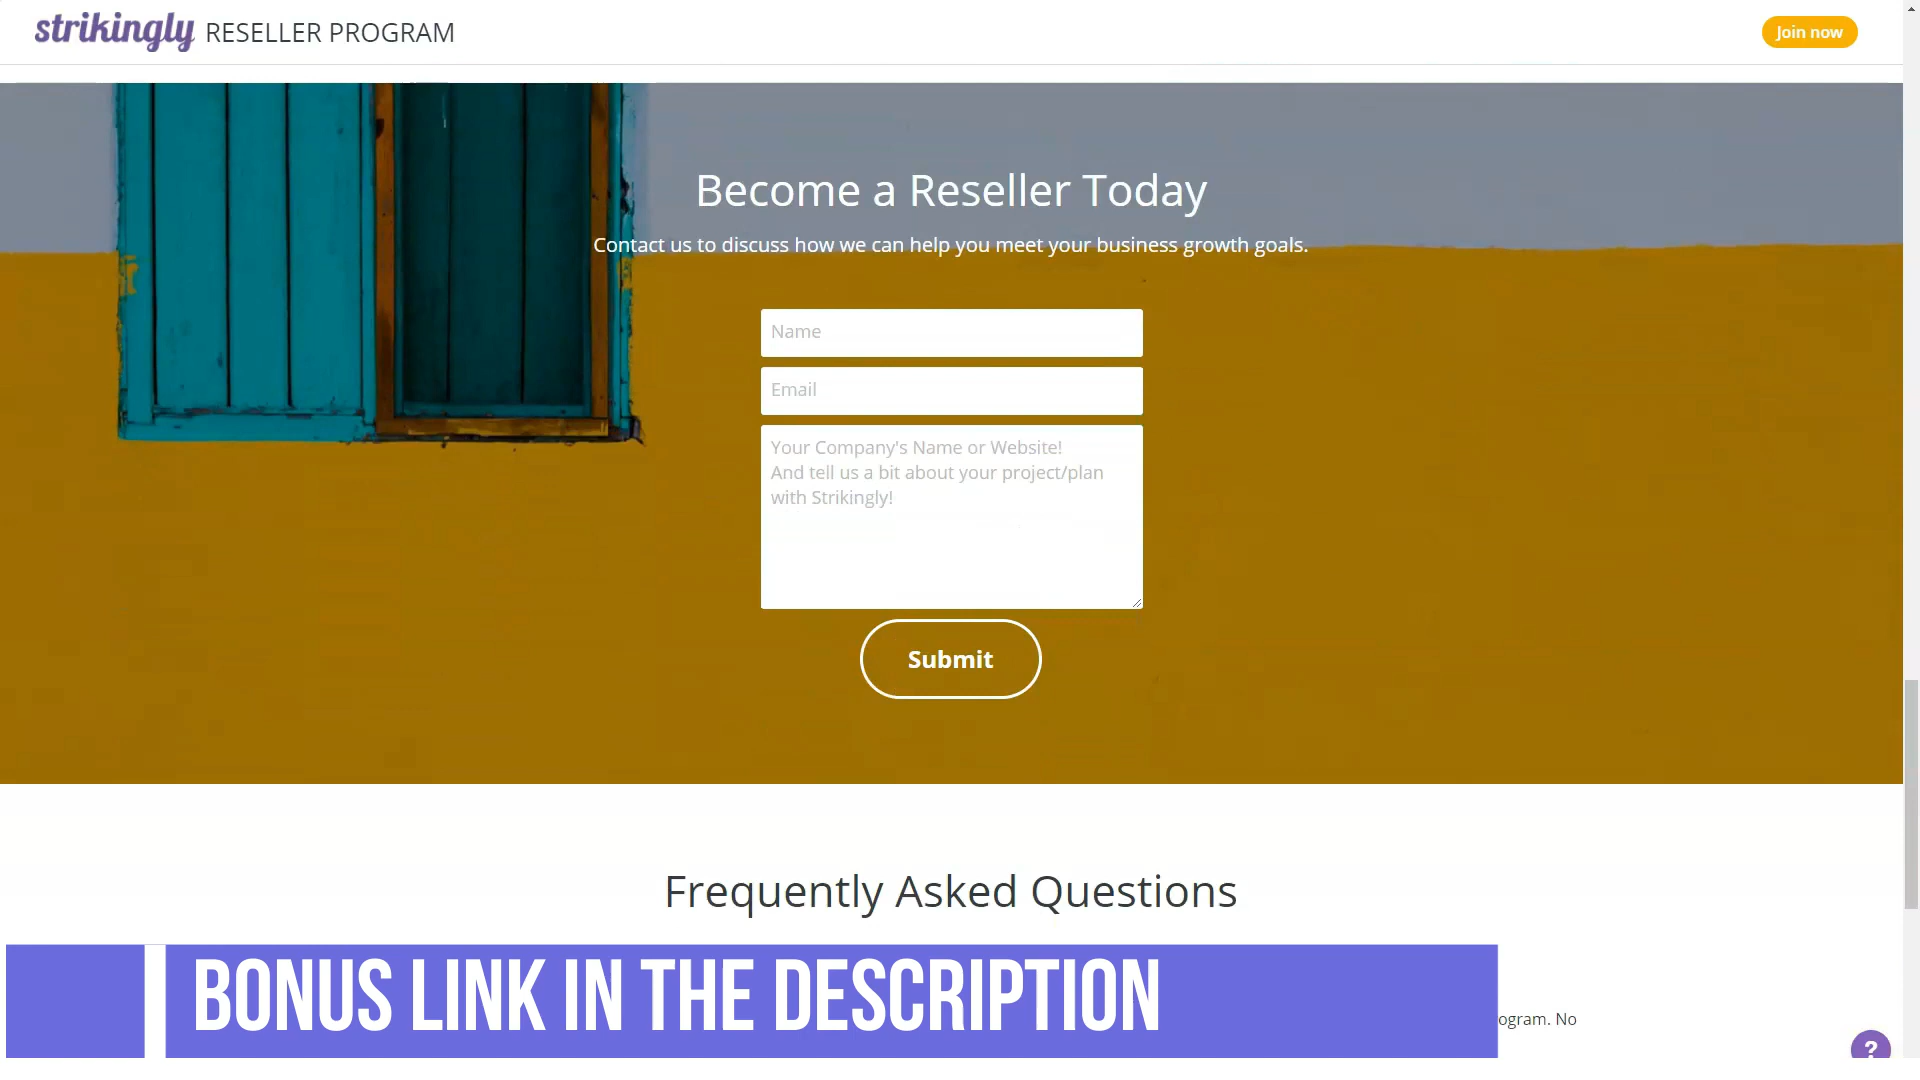 strikingly RESELLER PROGRAM
Join now
Become a Reseller Today
Contact us to discuss how we can help you meet your business growth goals.
Name
Email
Your Company's Name or Website!
And tell us a bit about your project/plan
with Strikingly!
Submit
Frequently Asked Questions
BONUS LINK IN THE DESCRIPTION
ogram. No
?